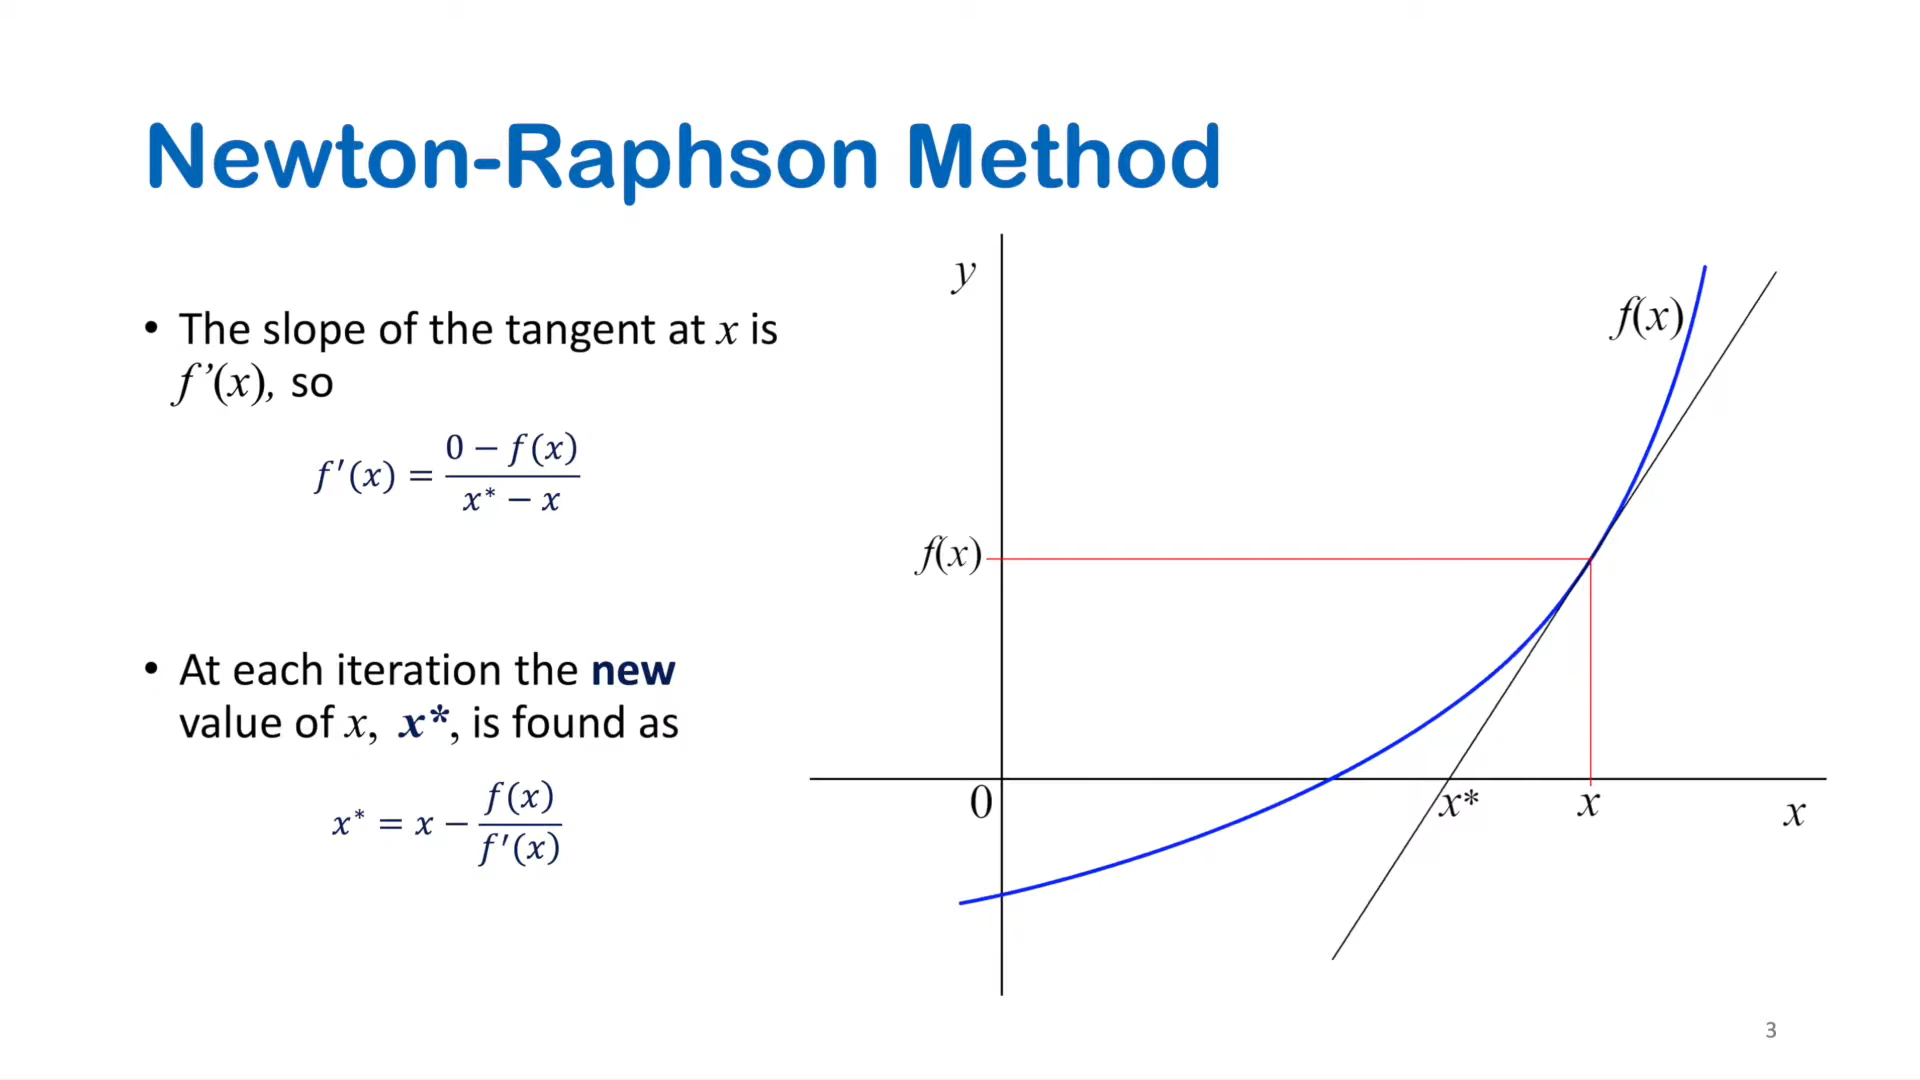 Newton-Raphson Method
• The slope of the tangent at x is
f’(x), so
f′(x) = (0 − f(x)) / (x* − x)
• At each iteration the new
value of x, x*, is found as
x* = x − f(x) / f′(x)
y
f(x)
f(x)
0
x*
x
x
3